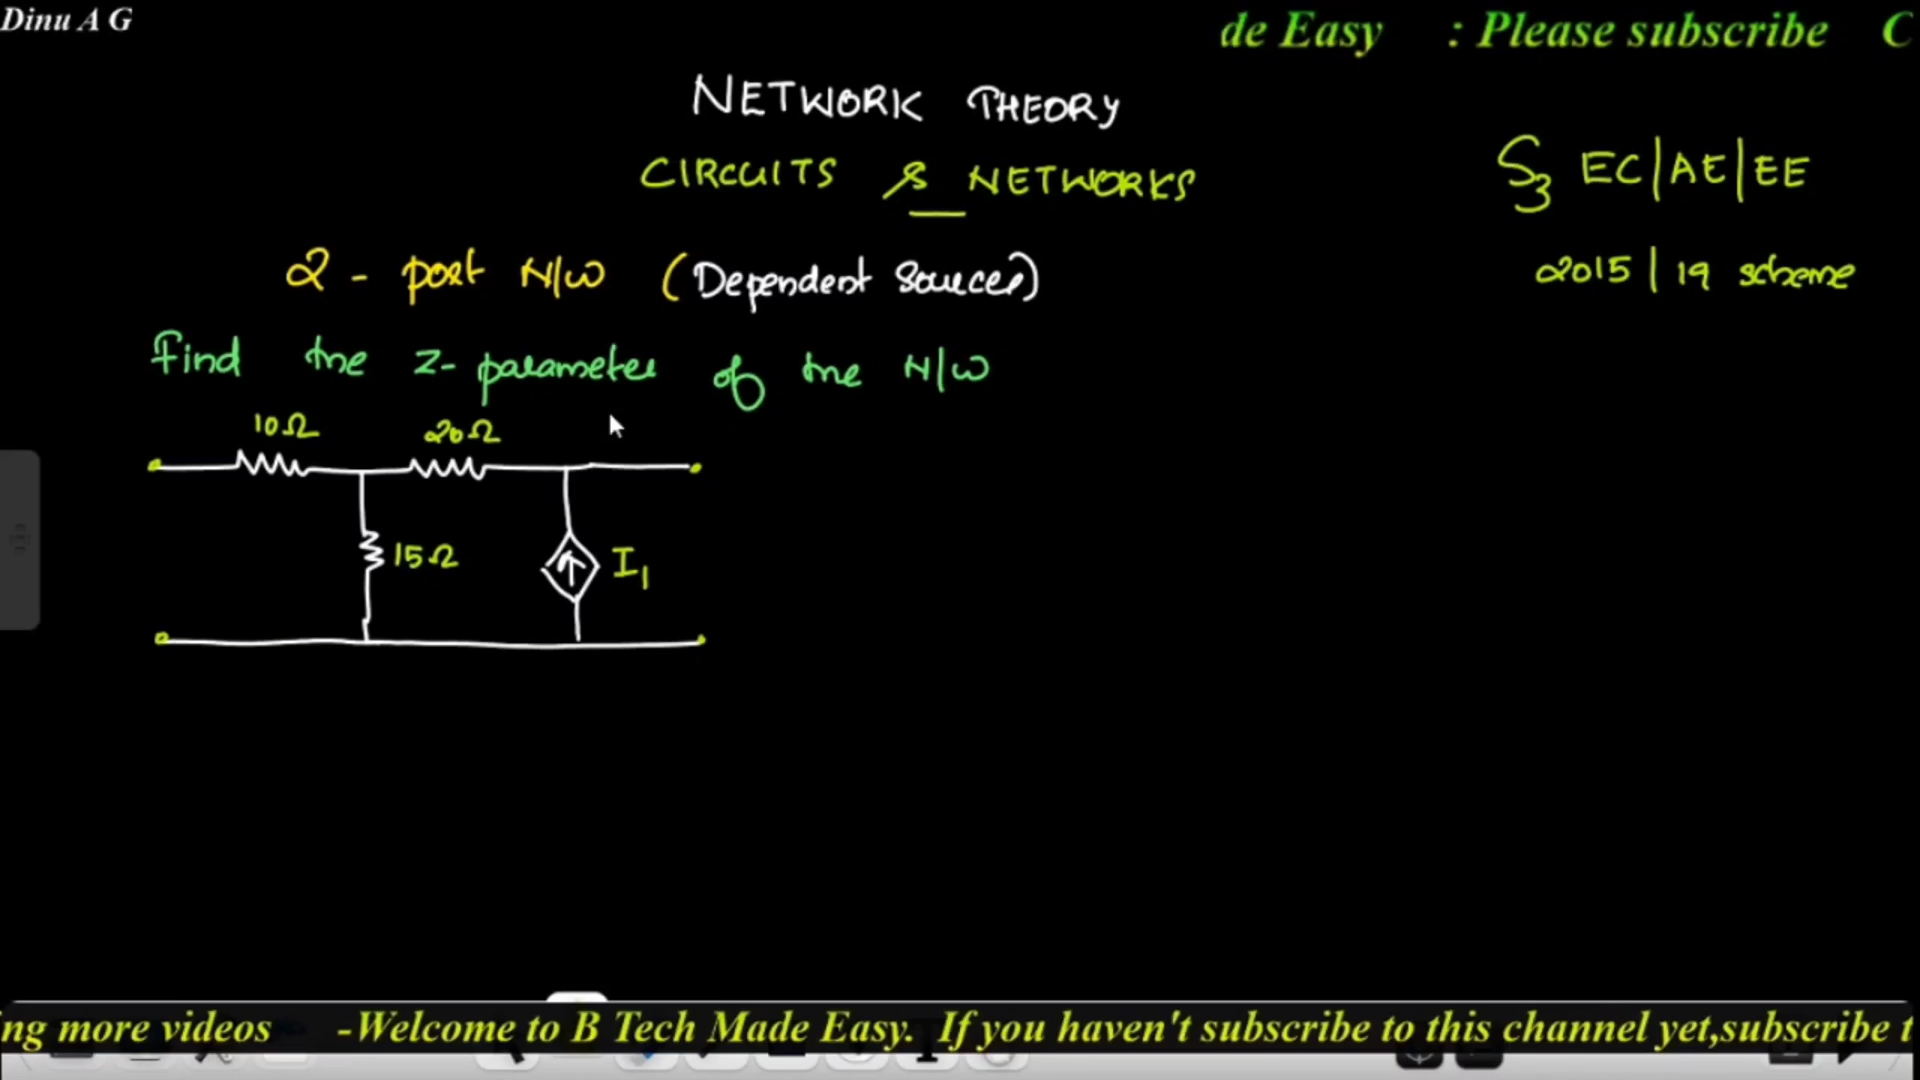 Dinu A G
de Easy : Please subscribe C
NETWORK THEORY
CIRCUITS & NETWORKS
S3 EC|AE|EE
2015 | 19 scheme
2 - port N/W (Dependent Sources)
Find the Z- parameter of the N/W
10Ω
20Ω
15Ω
I1
ng more videos -Welcome to B Tech Made Easy. If you haven't subscribe to this channel yet,subscribe t